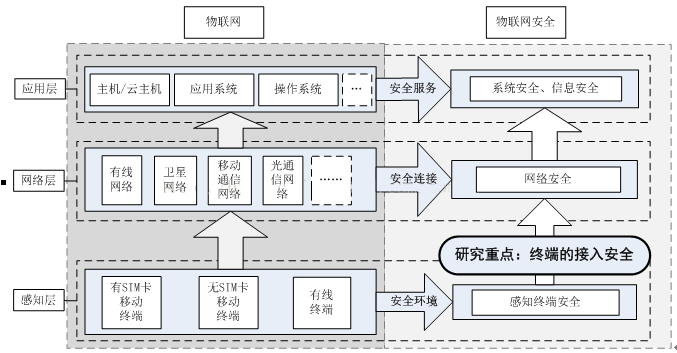 物联网
物联网安全
应用层
主机/云主机
应用系统
操作系统
...
安全服务
系统安全、信息安全
网络层
有线
网络
卫星
网络
移动
通信
网络
光通
信网
络
……
安全连接
网络安全
研究重点：终端的接入安全
感知层
有SIM卡
移动
终端
无SIM卡
移动
终端
有线
终端
安全环境
感知终端安全